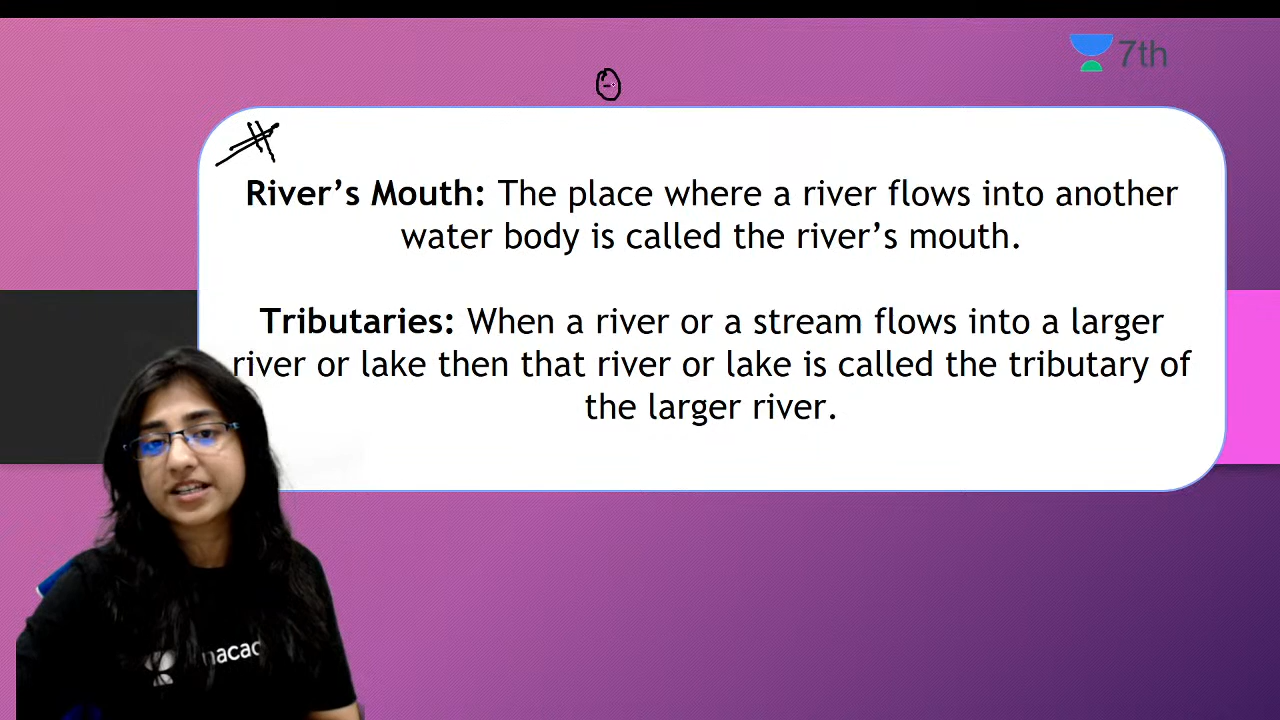 7th
River’s Mouth: The place where a river flows into another
water body is called the river’s mouth.
Tributaries: When a river or a stream flows into a larger
river or lake then that river or lake is called the tributary of
the larger river.
nacac